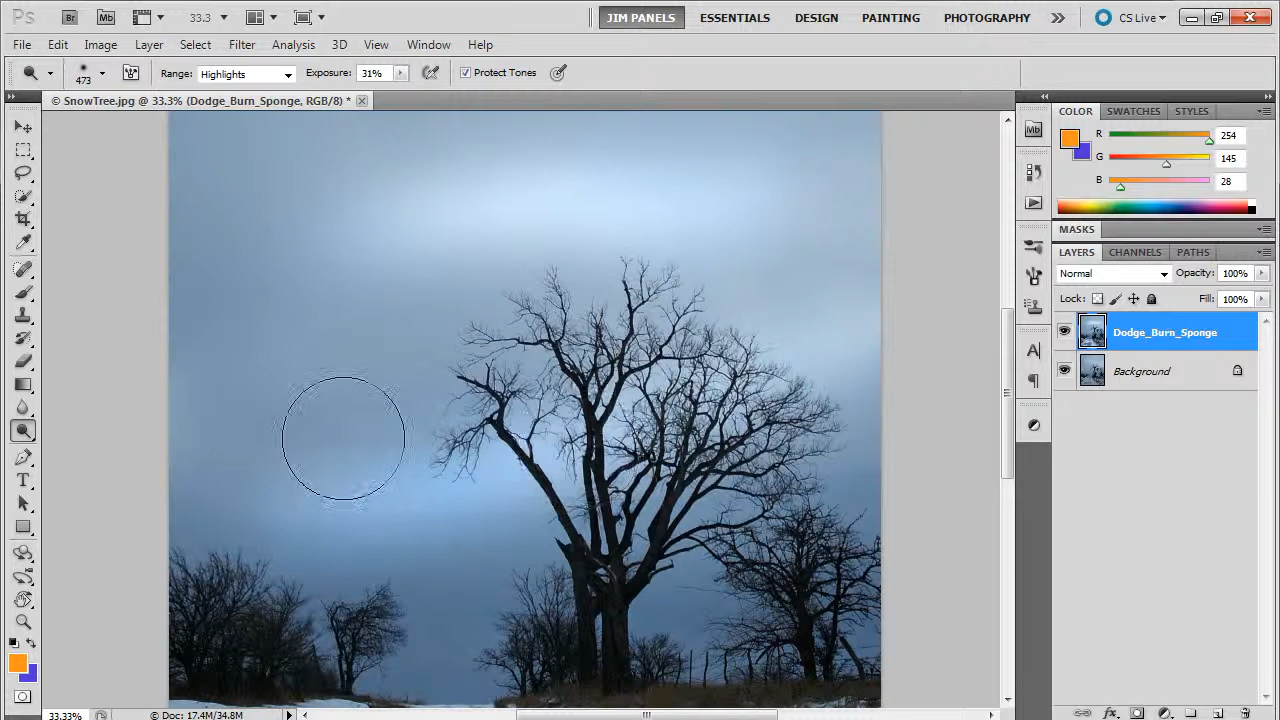 Ps Br Mb 33.3 JIM PANELS ESSENTIALS DESIGN PAINTING PHOTOGRAPHY CS Live
File Edit Image Layer Select Filter Analysis 3D View Window Help
473 Range: Highlights Exposure: 31% Protect Tones
© SnowTree.jpg @ 33.3% (Dodge_Burn_Sponge, RGB/8) *
COLOR SWATCHES STYLES
Mb
R 254
G 145
B 28
MASKS
LAYERS CHANNELS PATHS
Normal Opacity: 100%
Lock: Fill: 100%
Dodge_Burn_Sponge
A
Background
T
fx
33.33% © Doc: 17.4M/34.8M